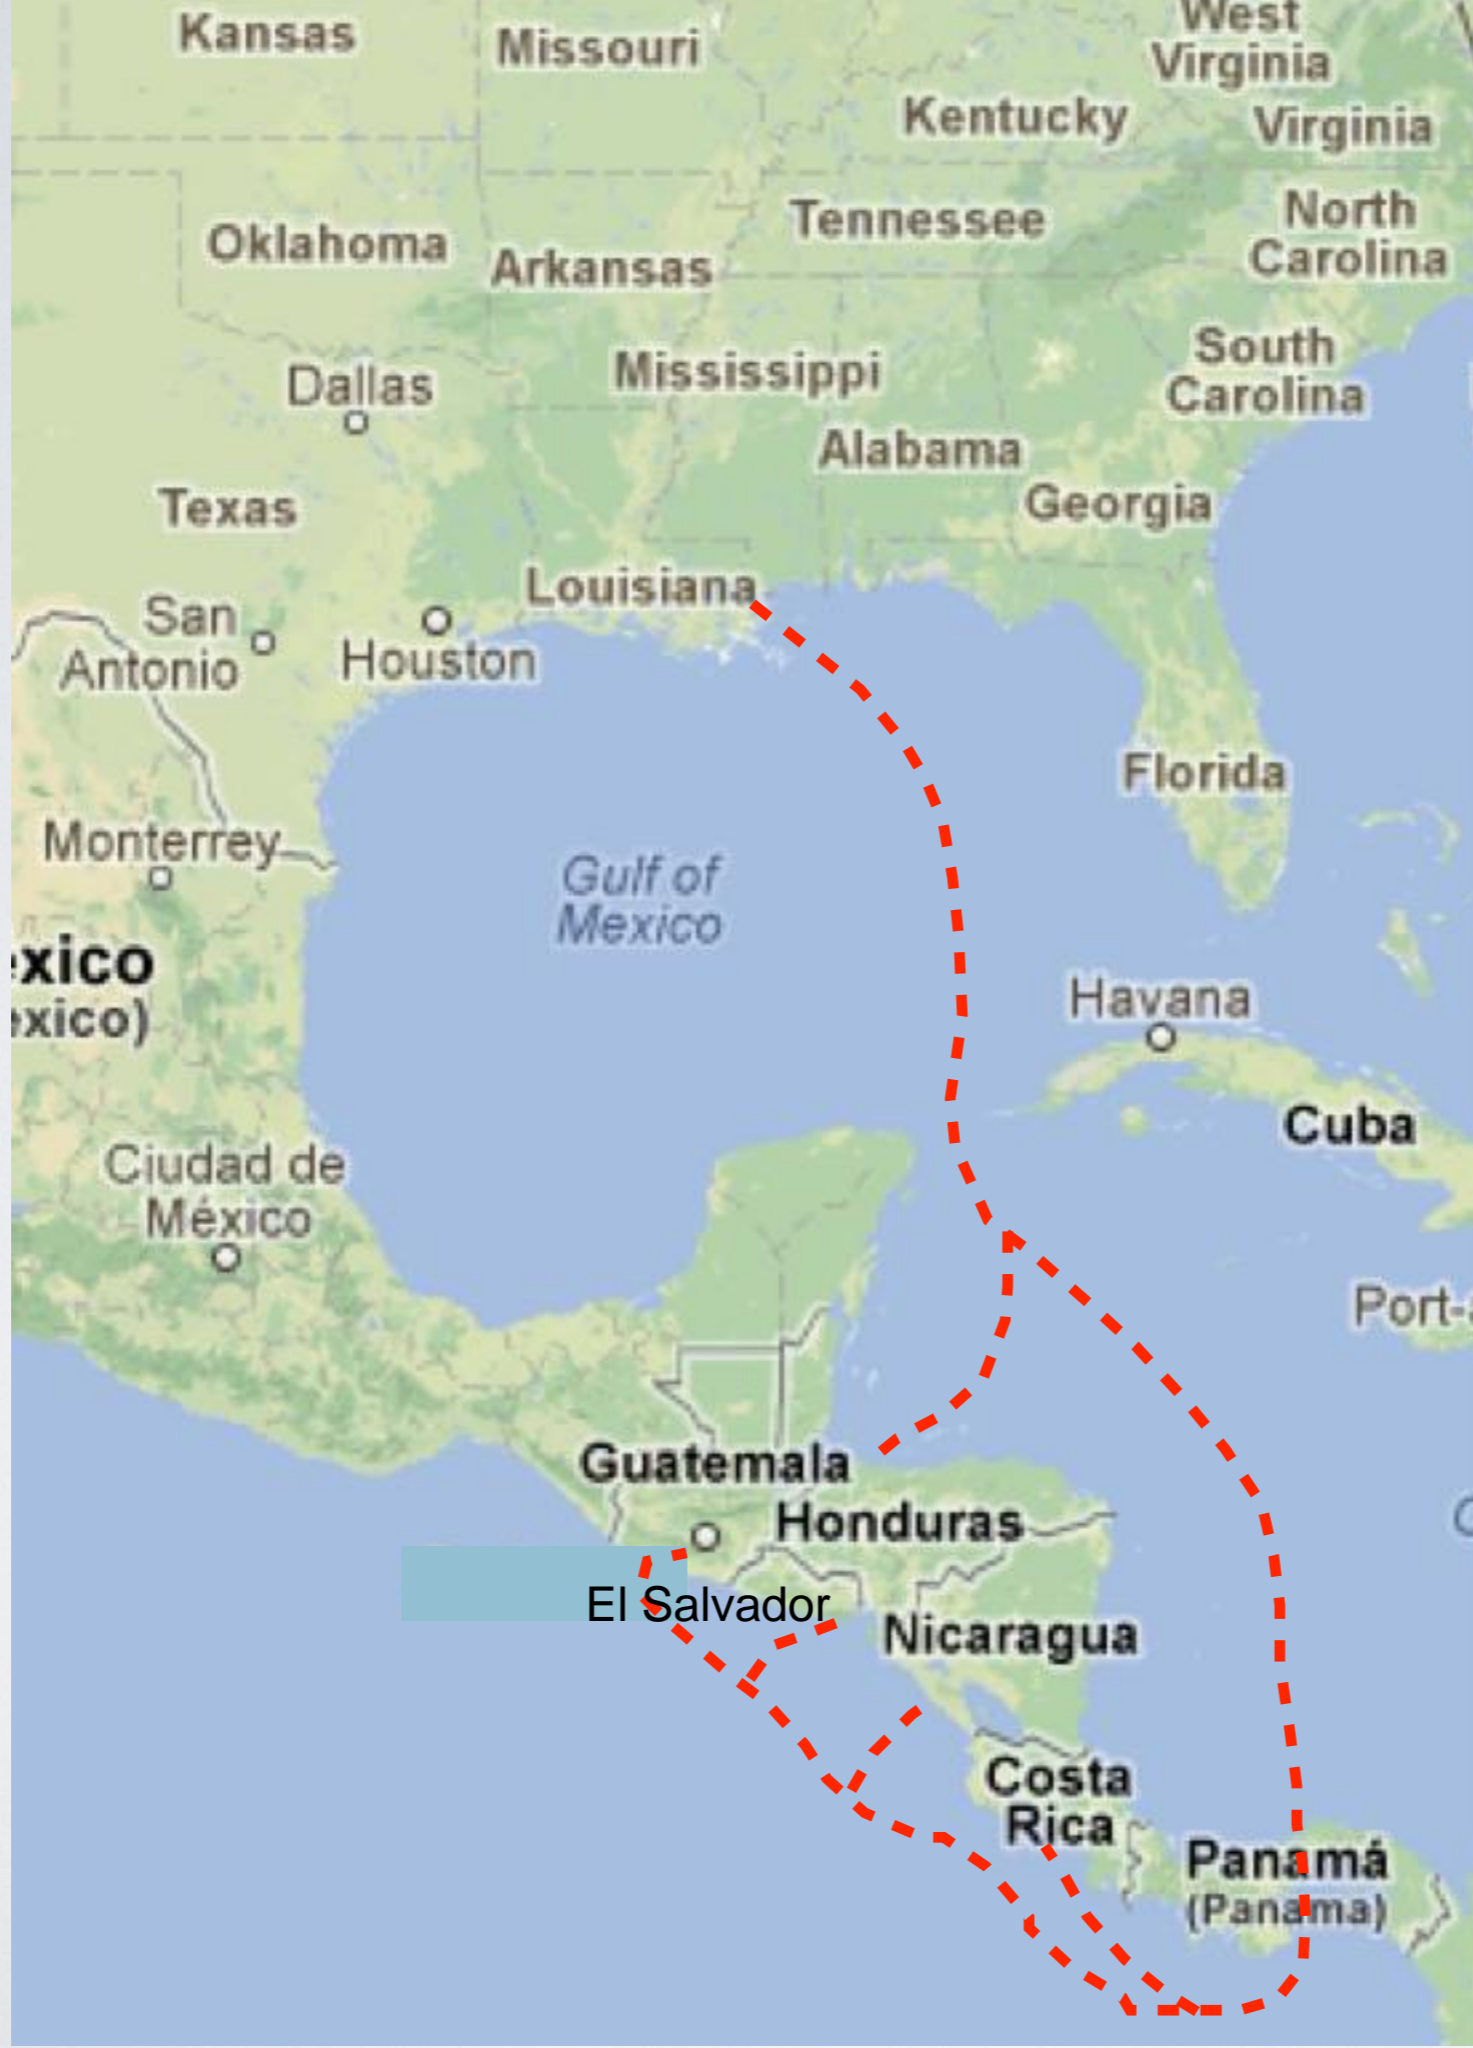 Kansas
Missouri
West
Virginia
Kentucky
Virginia
Oklahoma
Arkansas
Tennessee
North
Carolina
Dallas
Mississippi
South
Carolina
Texas
Alabama
Georgia
Louisiana
San
Antonio
Houston
Florida
Monterrey
Gulf of
Mexico
exico
exico)
Havana
Cuba
Ciudad de
México
Port-
Guatemala
Honduras
El Salvador
Nicaragua
Costa
Rica
Panamá
(Panama)